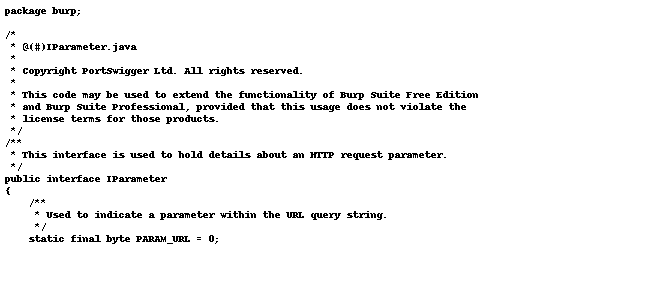 package burp;

/*
 * @(#)IParameter.java
 *
 * Copyright PortSwigger Ltd. All rights reserved.
 *
 * This code may be used to extend the functionality of Burp Suite Free Edition
 * and Burp Suite Professional, provided that this usage does not violate the
 * license terms for those products.
 */
/**
 * This interface is used to hold details about an HTTP request parameter.
 */
public interface IParameter
{
    /**
     * Used to indicate a parameter within the URL query string.
     */
    static final byte PARAM_URL = 0;